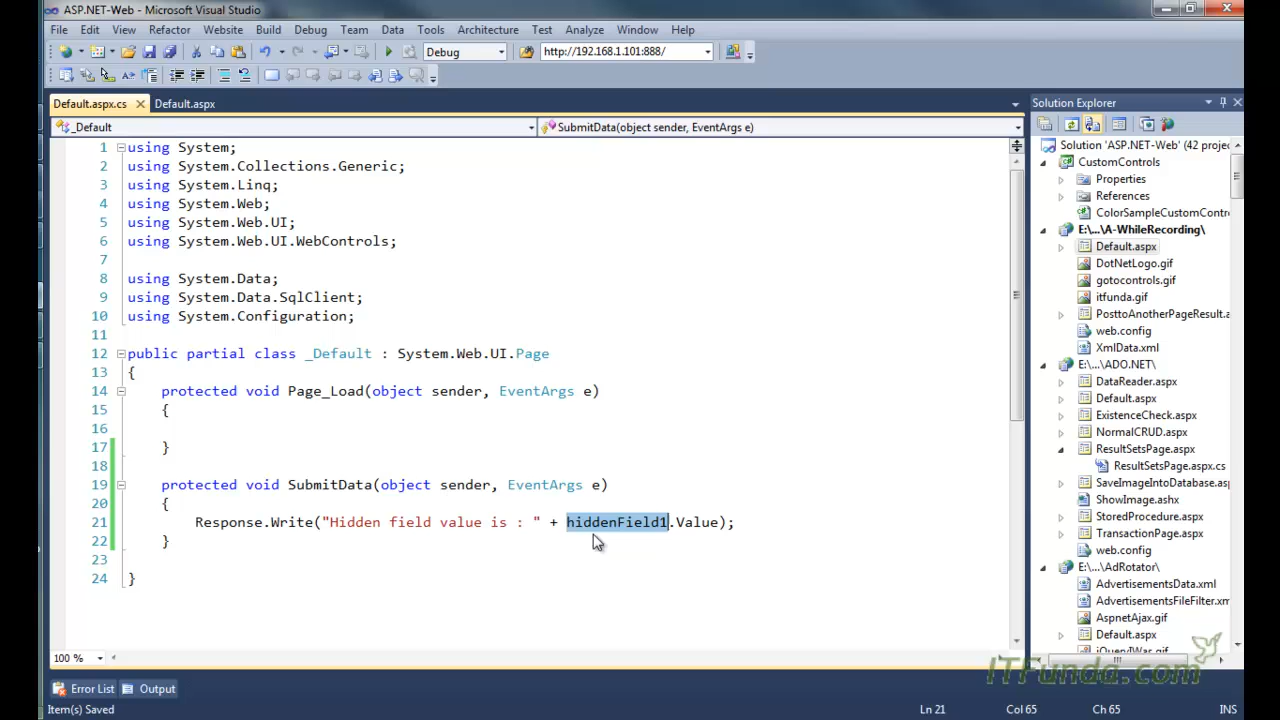 ASP.NET-Web - Microsoft Visual Studio
File Edit View Refactor Website Build Debug Team Data Tools Architecture Test Analyze Window Help
Debug http://192.168.1.101:888/
Default.aspx.cs Default.aspx
_Default SubmitData(object sender, EventArgs e)
1 using System;
2 using System.Collections.Generic;
3 using System.Linq;
4 using System.Web;
5 using System.Web.UI;
6 using System.Web.UI.WebControls;
7
8 using System.Data;
9 using System.Data.SqlClient;
10 using System.Configuration;
11
12 public partial class _Default : System.Web.UI.Page
13 {
14 protected void Page_Load(object sender, EventArgs e)
15 {
16
17 }
18
19 protected void SubmitData(object sender, EventArgs e)
20 {
21 Response.Write("Hidden field value is : " + hiddenField1.Value);
22 }
23
24 }
100 %
Solution Explorer
Solution 'ASP.NET-Web' (42 projec
CustomControls
Properties
References
ColorSampleCustomContr
E:\...\A-WhileRecording\
Default.aspx
DotNetLogo.gif
gotocontrols.gif
itfunda.gif
PosttoAnotherPageResult.a
web.config
XmlData.xml
E:\...\ADO.NET\
DataReader.aspx
Default.aspx
ExistenceCheck.aspx
NormalCRUD.aspx
ResultSetsPage.aspx
ResultSetsPage.aspx.cs
SaveImageIntoDatabase.a
ShowImage.ashx
StoredProcedure.aspx
TransactionPage.aspx
web.config
E:\...\AdRotator\
AdvertisementsData.xml
AdvertisementsFileFilter.xm
AspnetAjax.gif
Default.aspx
jQueryIWas.gif
ITFunda.com
Error List Output
Item(s) Saved Ln 21 Col 65 Ch 65 INS